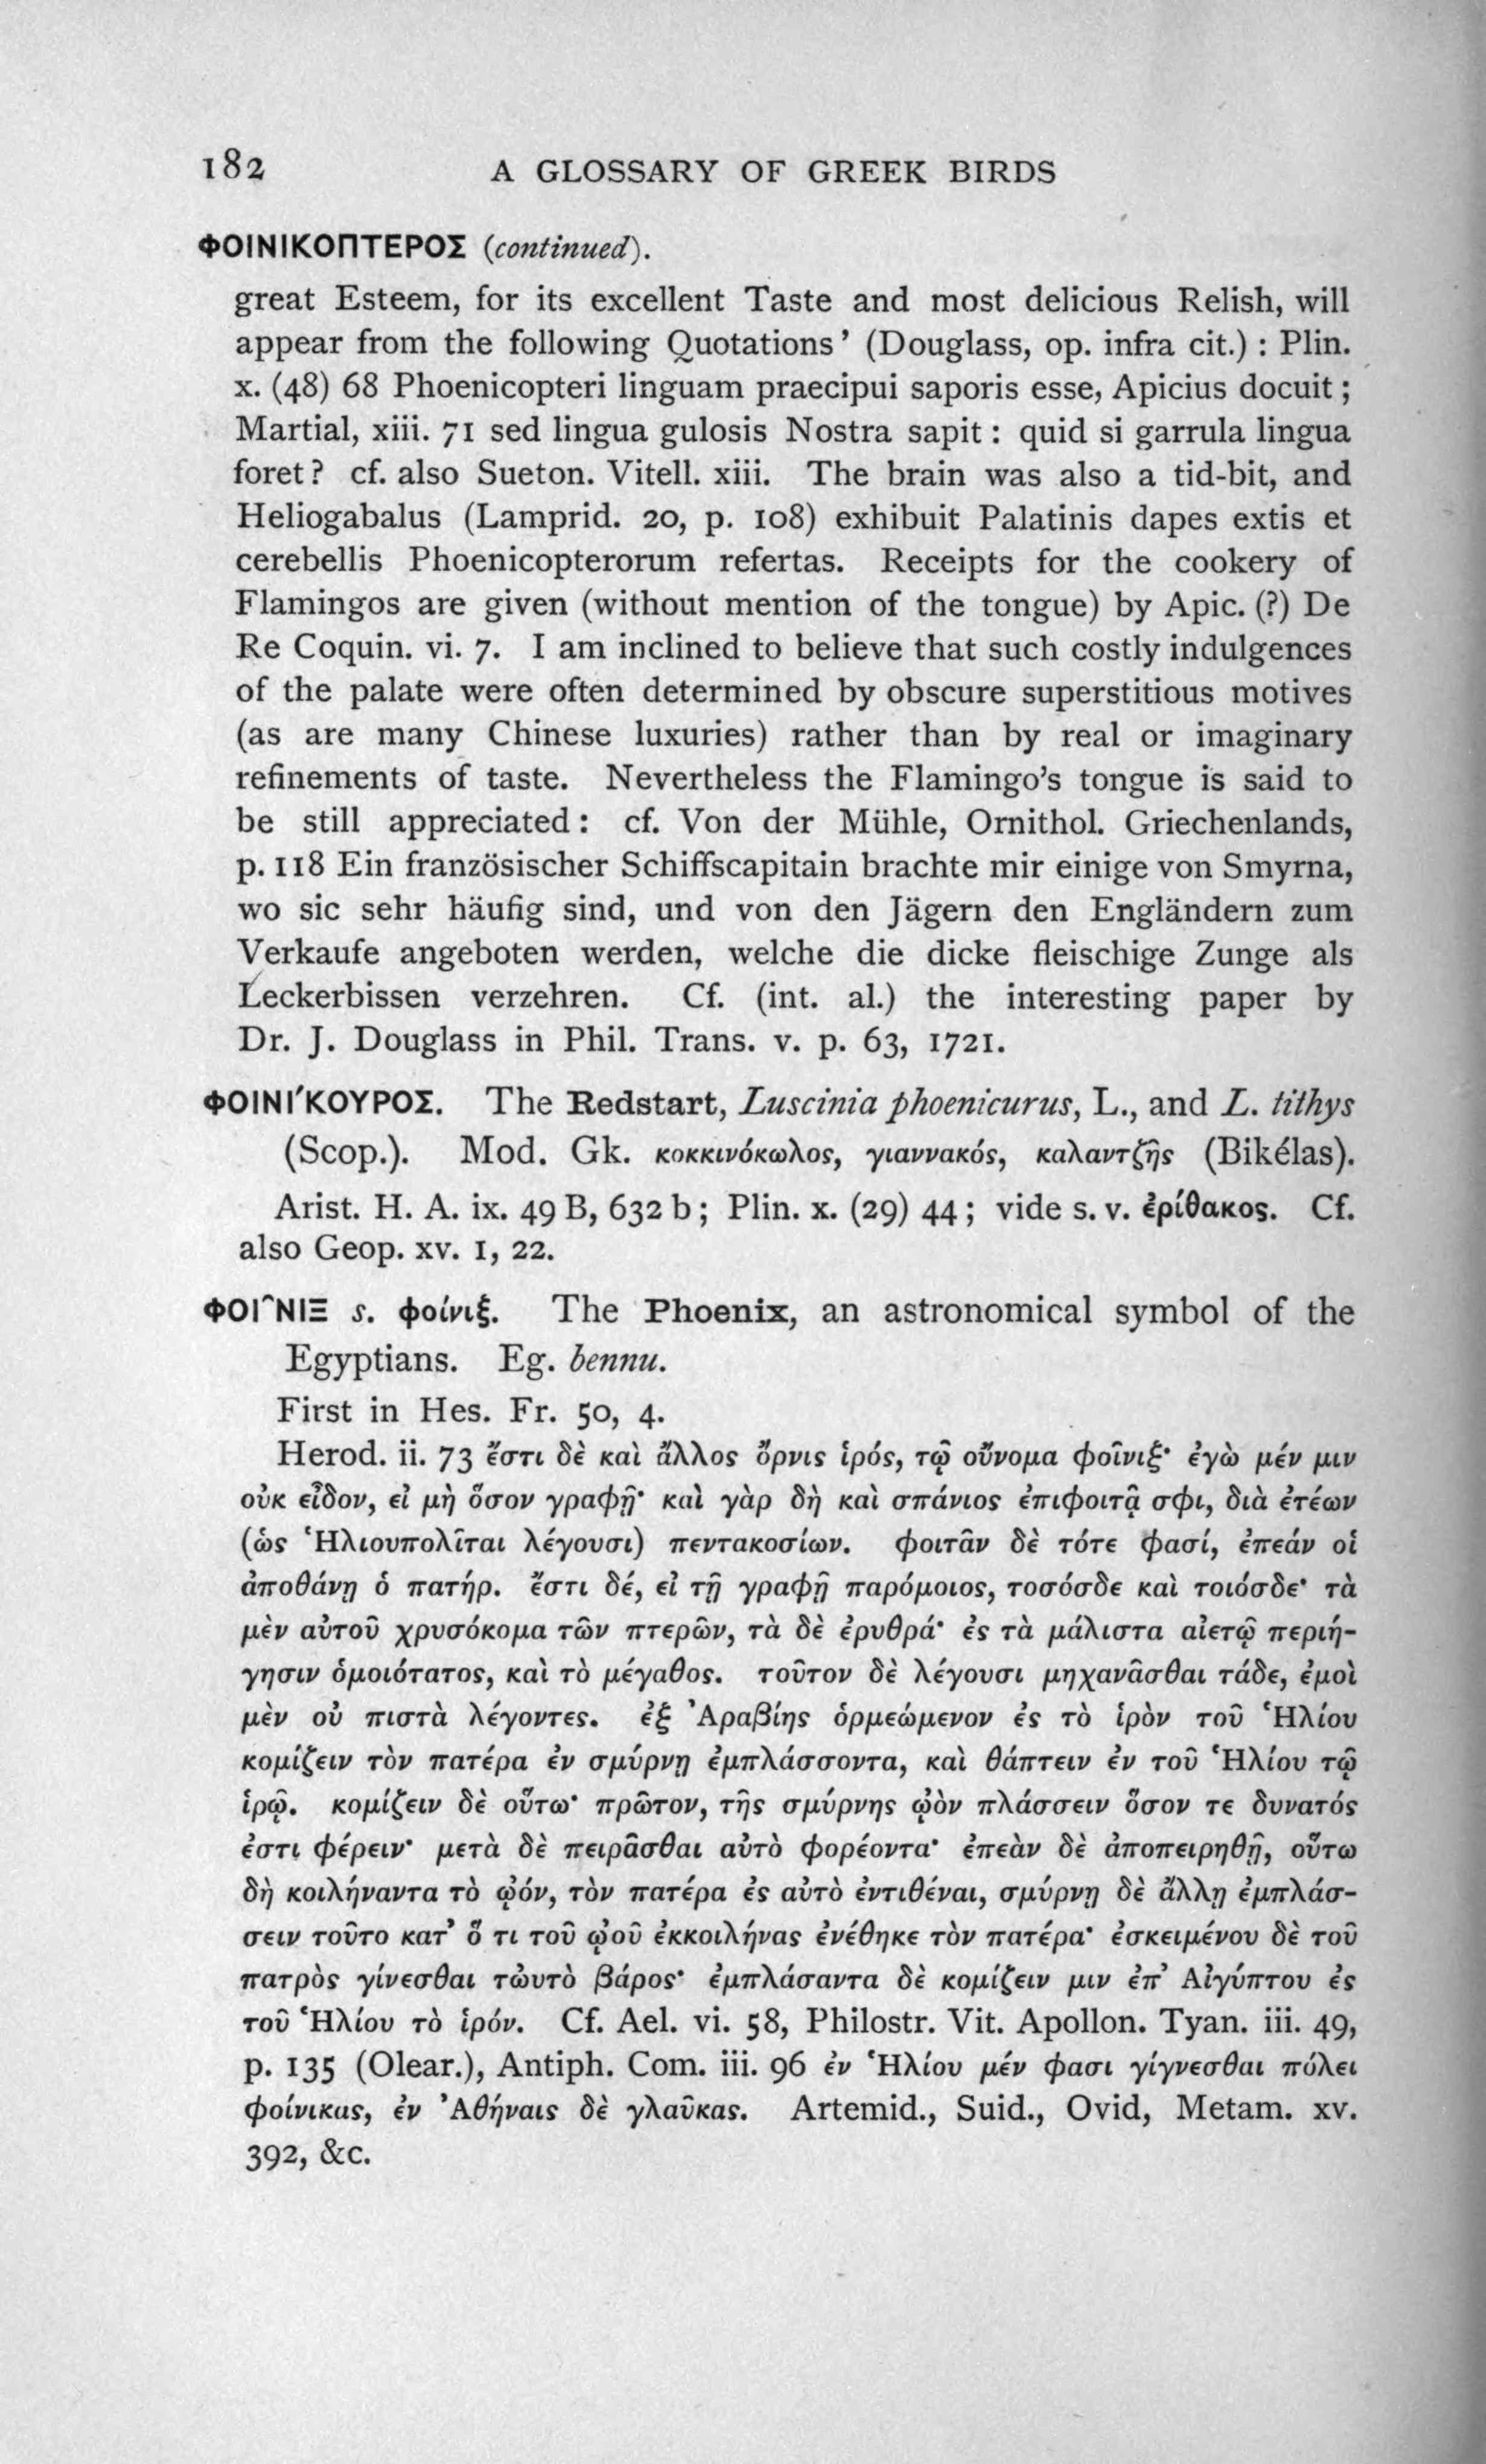 182 A GLOSSARY OF GREEK BIRDS
ΦΟΙΝΙΚΟΠΤΕΡΟΣ (continued).
great Esteem, for its excellent Taste and most delicious Relish, will
appear from the following Quotations’ (Douglass, op. infra cit.) : Plin.
x. (48) 68 Phoenicopteri linguam praecipui saporis esse, Apicius docuit ;
Martial, xiii. 71 sed lingua gulosis Nostra sapit : quid si garrula lingua
foret ? cf. also Sueton. Vitell. xiii. The brain was also a tid-bit, and
Heliogabalus (Lamprid. 20, p. 108) exhibuit Palatinis dapes extis et
cerebellis Phoenicopterorum refertas. Receipts for the cookery of
Flamingos are given (without mention of the tongue) by Apic. (?) De
Re Coquin. vi. 7. I am inclined to believe that such costly indulgences
of the palate were often determined by obscure superstitious motives
(as are many Chinese luxuries) rather than by real or imaginary
refinements of taste. Nevertheless the Flamingo’s tongue is said to
be still appreciated : cf. Von der Mühle, Ornithol. Griechenlands,
p. 118 Ein französischer Schiffscapitain brachte mir einige von Smyrna,
wo sic sehr häufig sind, und von den Jägern den Engländern zum
Verkaufe angeboten werden, welche die dicke fleischige Zunge als
Leckerbissen verzehren. Cf. (int. al.) the interesting paper by
Dr. J. Douglass in Phil. Trans. v. p. 63, 1721.
ΦΟΙΝΙ´ΚΟΥΡΟΣ. The Redstart, Luscinia phoenicurus, L., and L. tithys
(Scop.). Mod. Gk. κοκκινόκωλος, γιαννακός, καλαντζῆς (Bikélas).
Arist. H. A. ix. 49 B, 632 b ; Plin. x. (29) 44 ; vide s. v. ἐρίθακος. Cf.
also Geop. xv. 1, 22.
ΦΟΙ῀ΝΙΞ s. φοίνιξ. The Phoenix, an astronomical symbol of the
Egyptians. Eg. bennu.
First in Hes. Fr. 50, 4.
Herod. ii. 73 ἔστι δὲ καὶ ἄλλος ὄρνις ἱρός, τῷ οὔνομα φοῖνιξ· ἐγὼ μέν μιν
οὐκ εἶδον, εἰ μὴ ὅσον γραφῇ· καὶ γὰρ δὴ καὶ σπάνιος ἐπιφοιτᾷ σφι, διὰ ἐτέων
(ὡς Ἡλιουπολῖται λέγουσι) πεντακοσίων. φοιτᾶν δὲ τότε φασί, ἐπεάν οἱ
ἀποθάνῃ ὁ πατήρ. ἔστι δέ, εἰ τῇ γραφῇ παρόμοιος, τοσόσδε καὶ τοιόσδε· τὰ
μὲν αὐτοῦ χρυσόκομα τῶν πτερῶν, τὰ δὲ ἐρυθρά· ἐς τὰ μάλιστα αἰετῷ περιή-
γησιν ὁμοιότατος, καὶ τὸ μέγαθος. τοῦτον δὲ λέγουσι μηχανᾶσθαι τάδε, ἐμοὶ
μὲν οὐ πιστὰ λέγοντες. ἐξ Ἀραβίης ὁρμεώμενον ἐς τὸ ἱρὸν τοῦ Ἡλίου
κομίζειν τὸν πατέρα ἐν σμύρνῃ ἐμπλάσσοντα, καὶ θάπτειν ἐν τοῦ Ἡλίου τῷ
ἱρῷ. κομίζειν δὲ οὕτω· πρῶτον, τῆς σμύρνης ᾠὸν πλάσσειν ὅσον τε δυνατός
ἐστι φέρειν· μετὰ δὲ πειρᾶσθαι αὐτὸ φορέοντα· ἐπεὰν δὲ ἀποπειρηθῇ, οὕτω
δὴ κοιλήναντα τὸ ᾠόν, τὸν πατέρα ἐς αὐτὸ ἐντιθέναι, σμύρνῃ δὲ ἄλλῃ ἐμπλάσ-
σειν τοῦτο κατ’ ὅ τι τοῦ ᾠοῦ ἐκκοιλήνας ἐνέθηκε τὸν πατέρα· ἐσκειμένου δὲ τοῦ
πατρὸς γίνεσθαι τὠυτὸ βάρος· ἐμπλάσαντα δὲ κομίζειν μιν ἐπ’ Αἰγύπτου ἐς
τοῦ Ἡλίου τὸ ἱρόν. Cf. Ael. vi. 58, Philostr. Vit. Apollon. Tyan. iii. 49,
p. 135 (Olear.), Antiph. Com. iii. 96 ἐν Ἡλίου μέν φασι γίγνεσθαι πόλει
φοίνικας, ἐν Ἀθήναις δὲ γλαῦκας. Artemid., Suid., Ovid, Metam. xv.
392, &c.